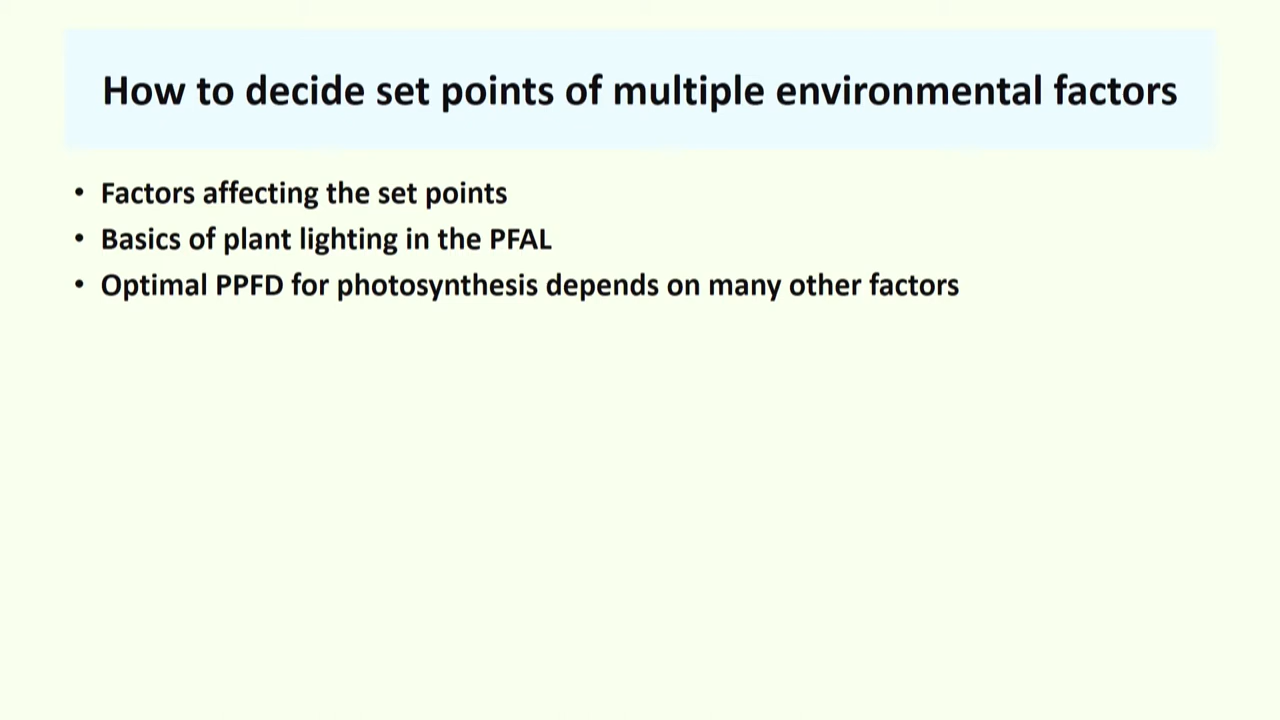 How to decide set points of multiple environmental factors
• Factors affecting the set points
• Basics of plant lighting in the PFAL
• Optimal PPFD for photosynthesis depends on many other factors